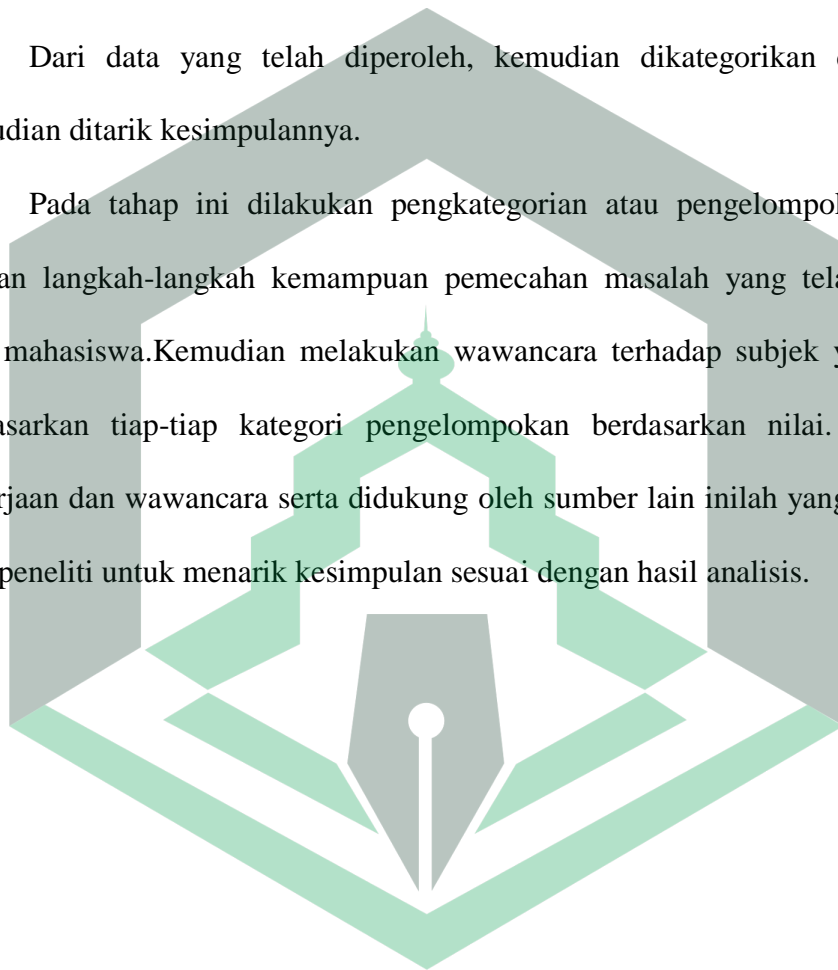 Dari data yang telah diperoleh, kemudian dikategorikan
udian ditarik kesimpulannya.
Pada tahap ini dilakukan pengkategorian atau pengelompok
an langkah-langkah kemampuan pemecahan masalah yang tela
mahasiswa.Kemudian melakukan wawancara terhadap subjek y
asarkan tiap-tiap kategori pengelompokan berdasarkan nilai.
rjaan dan wawancara serta didukung oleh sumber lain inilah yang
peneliti untuk menarik kesimpulan sesuai dengan hasil analisis.